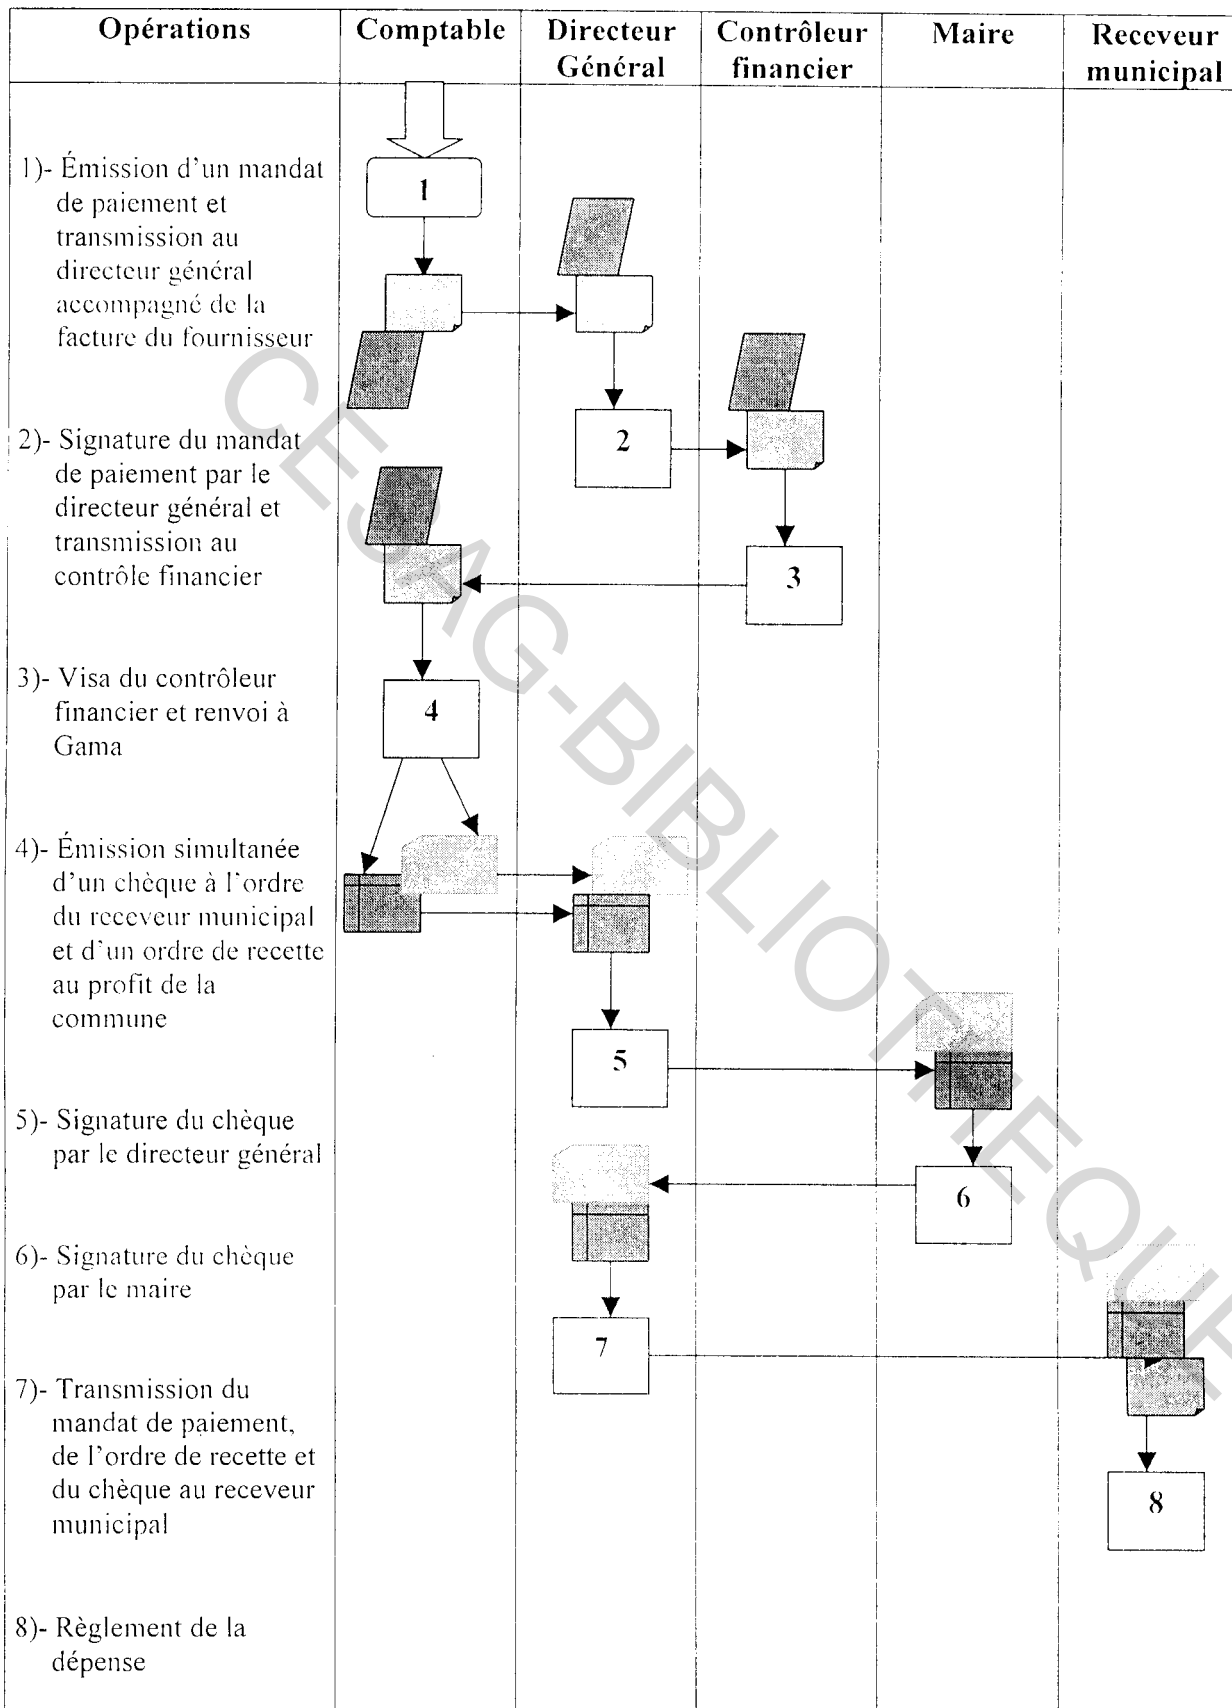 Opérations
Comptable
Directeur
Général
Contrôleur
financier
Maire
Receveur
municipal
1)- Émission d'un mandat
de paiement et
transmission au
directeur général
accompagné de la
facture du fournisseur
2)- Signature du mandat
de paiement par le
directeur général et
transmission au
contrôle financier
3)- Visa du contrôleur
financier et renvoi à
Gama
4)- Émission simultanée
d'un chèque à l'ordre
du receveur municipal
et d'un ordre de recette
au profit de la
commune
5)- Signature du chèque
par le directeur général
6)- Signature du chèque
par le maire
7)- Transmission du
mandat de paiement,
de l'ordre de recette et
du chèque au receveur
municipal
8)- Règlement de la
dépense
1
2
3
4
5
6
7
8
CESAG-BIBLIOTHEQUE